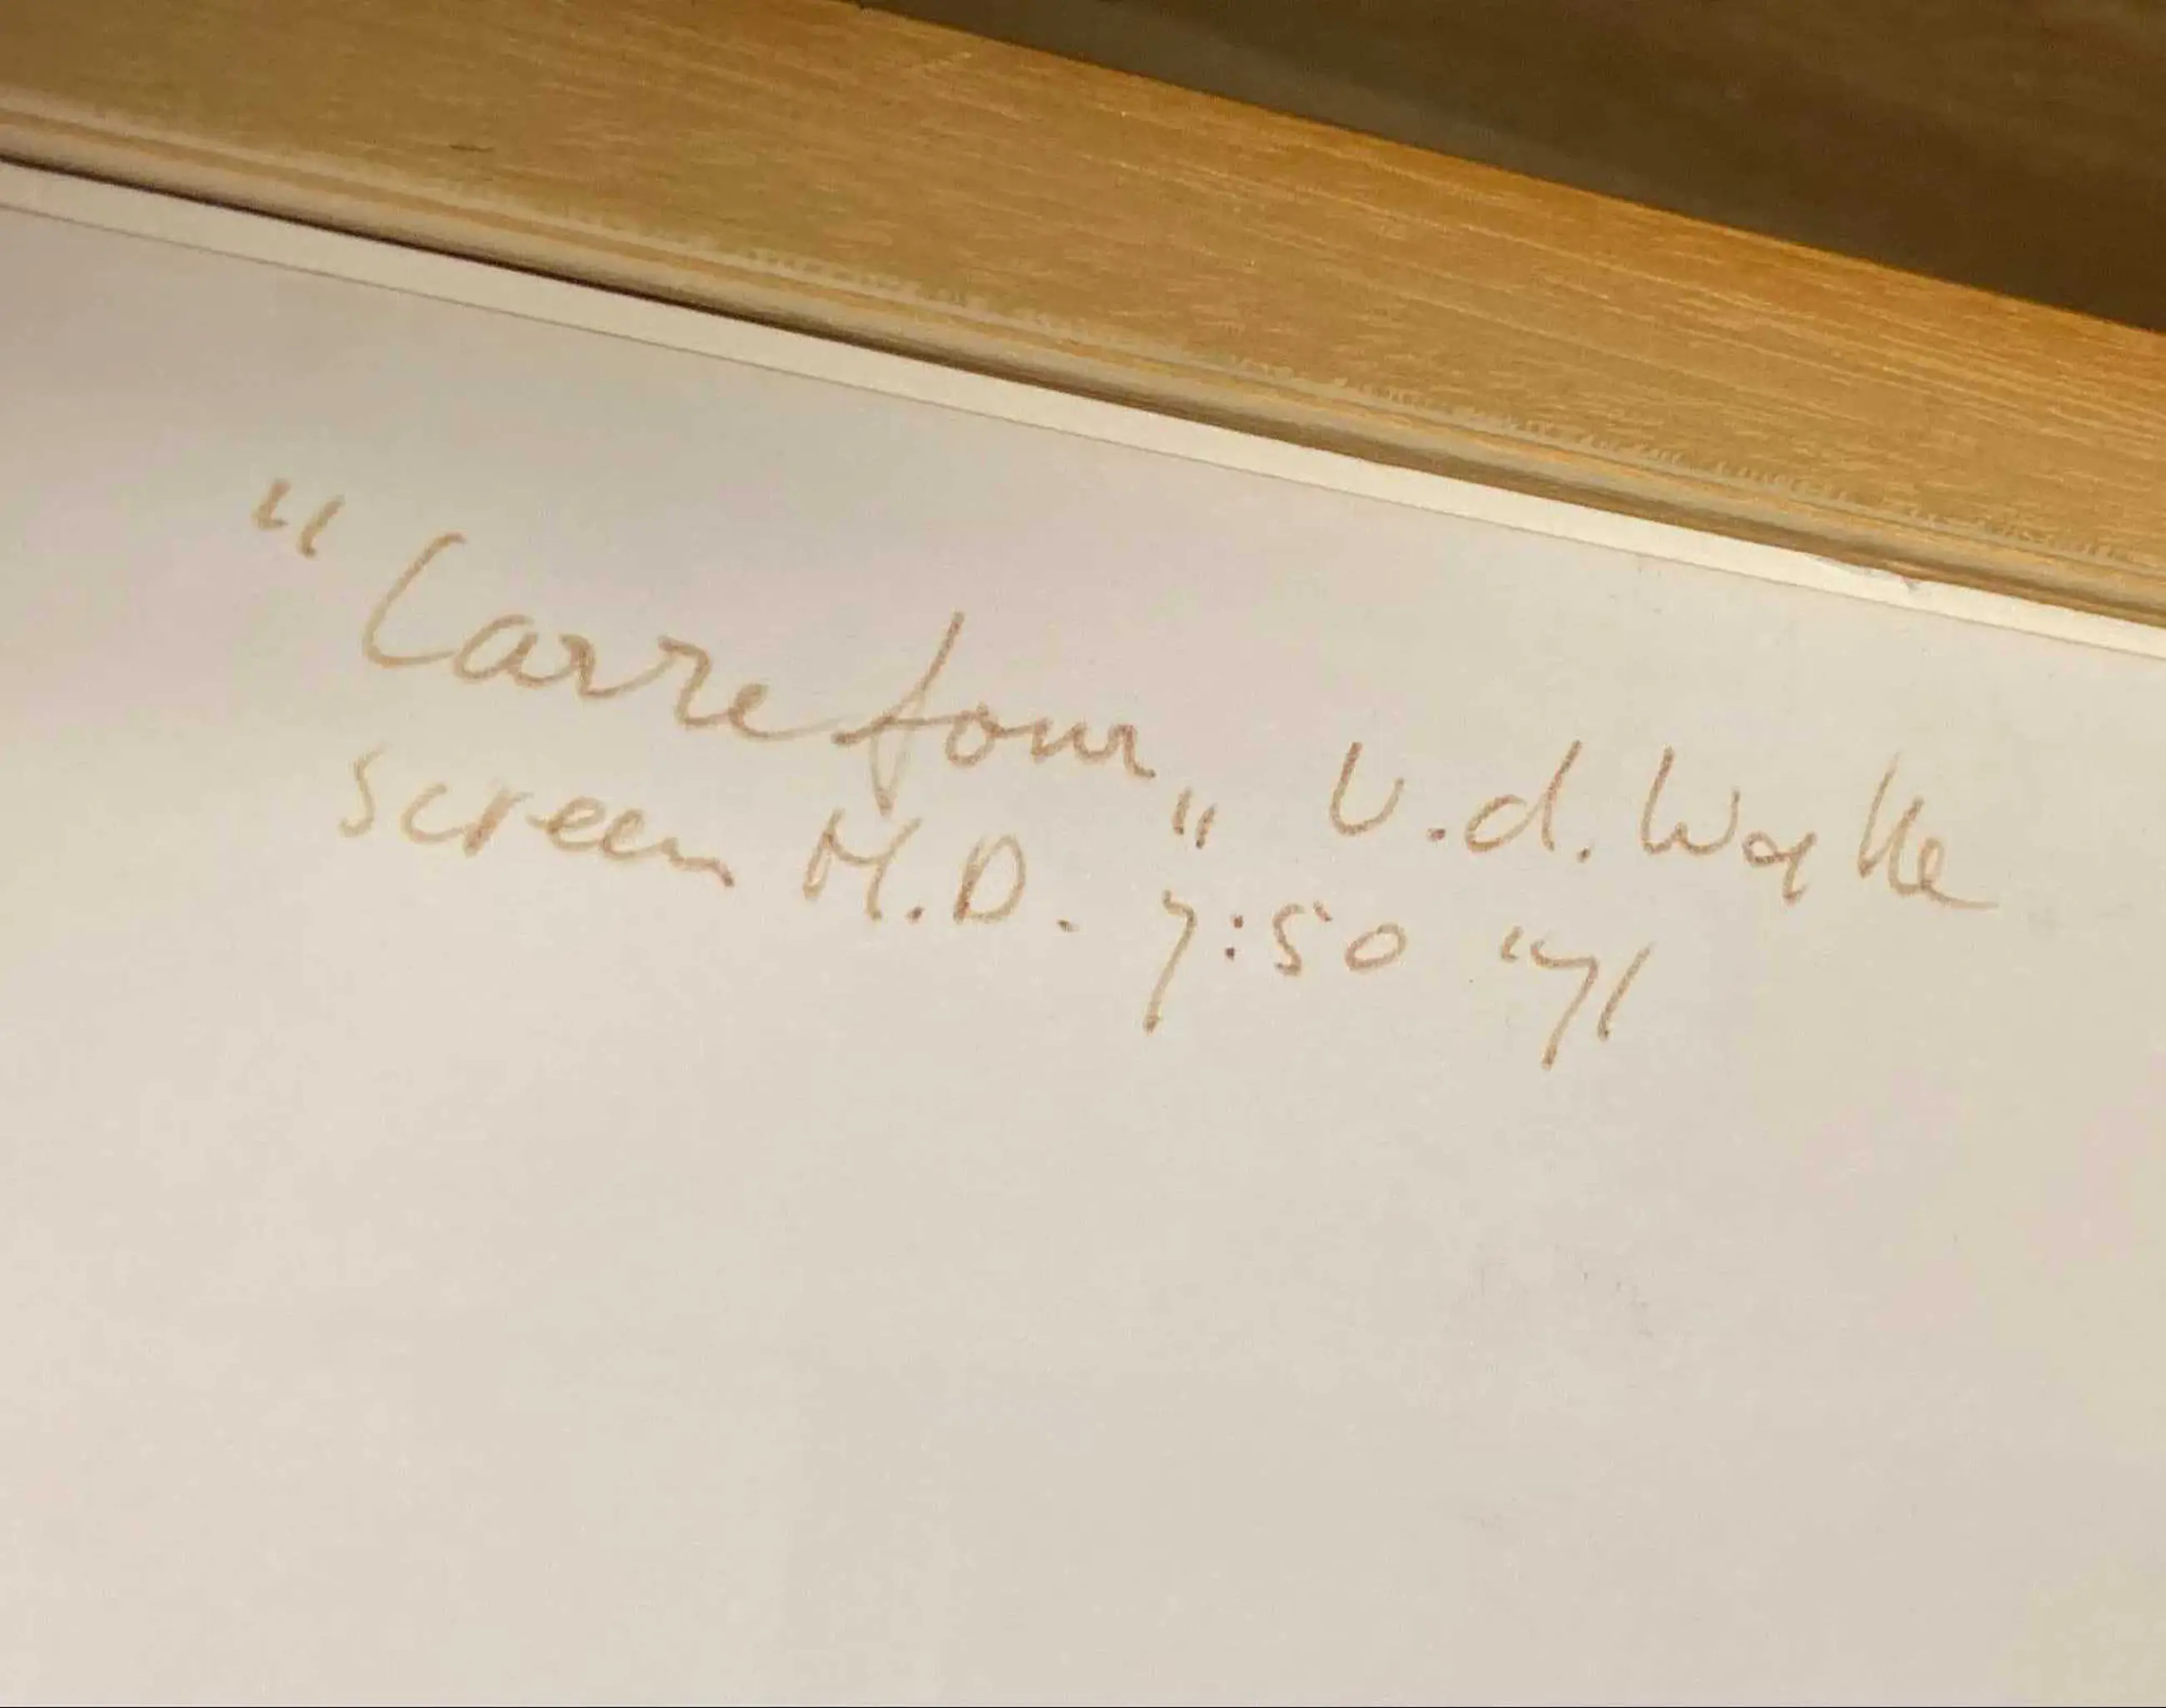 "Carrefour„ V.d. Walle
Screen M.D. 7:50 '71